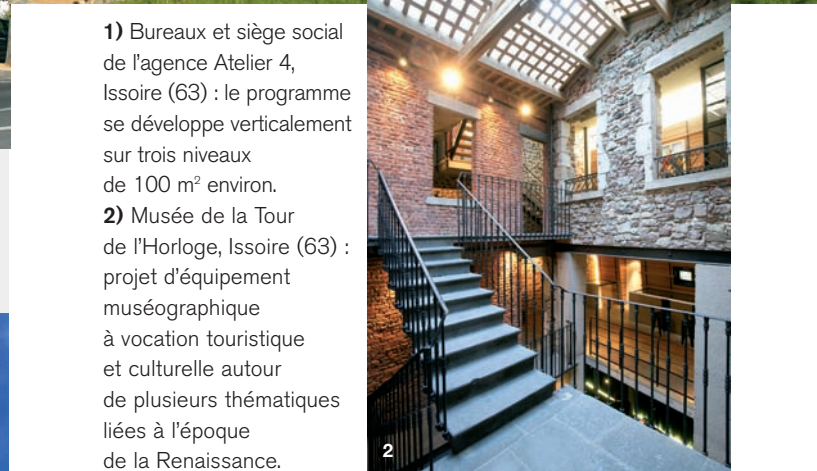 1) Bureaux et siège social
de l'agence Atelier 4,
Issoire (63) : le programme
se développe verticalement
sur trois niveaux
de 100 m² environ.
2) Musée de la Tour
de l'Horloge, Issoire (63) :
projet d'équipement
muséographique
à vocation touristique
et culturelle autour
de plusieurs thématiques
liées à l'époque
de la Renaissance.
2